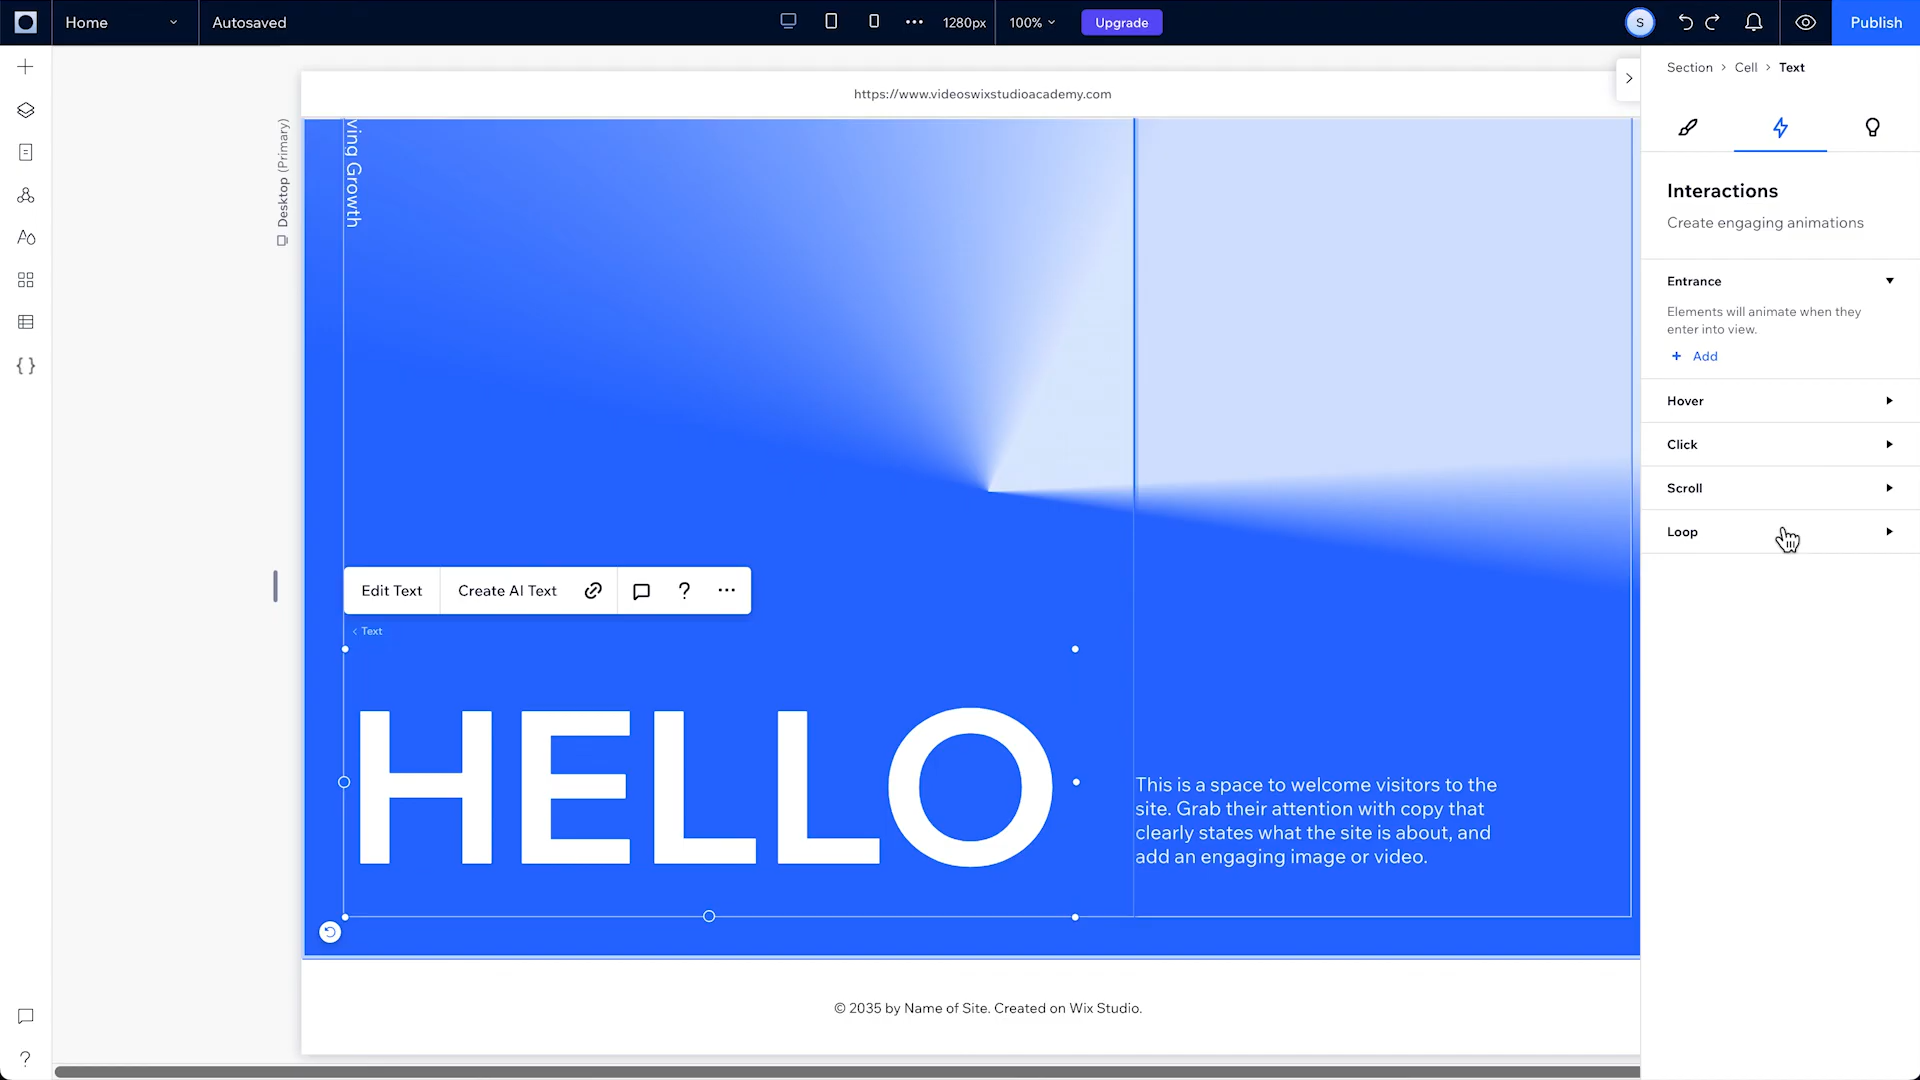 Home
Autosaved
1280px
100%
Upgrade
S
Publish
Section > Cell > Text
https://www.videoswixstudioacademy.com
Desktop (Primary)
ving Growth
Interactions
Create engaging animations
Entrance
Elements will animate when they
enter into view.
+ Add
Hover
Click
Scroll
Loop
Edit Text
Create AI Text
?
< Text
HELLO
This is a space to welcome visitors to the
site. Grab their attention with copy that
clearly states what the site is about, and
add an engaging image or video.
© 2035 by Name of Site. Created on Wix Studio.
?